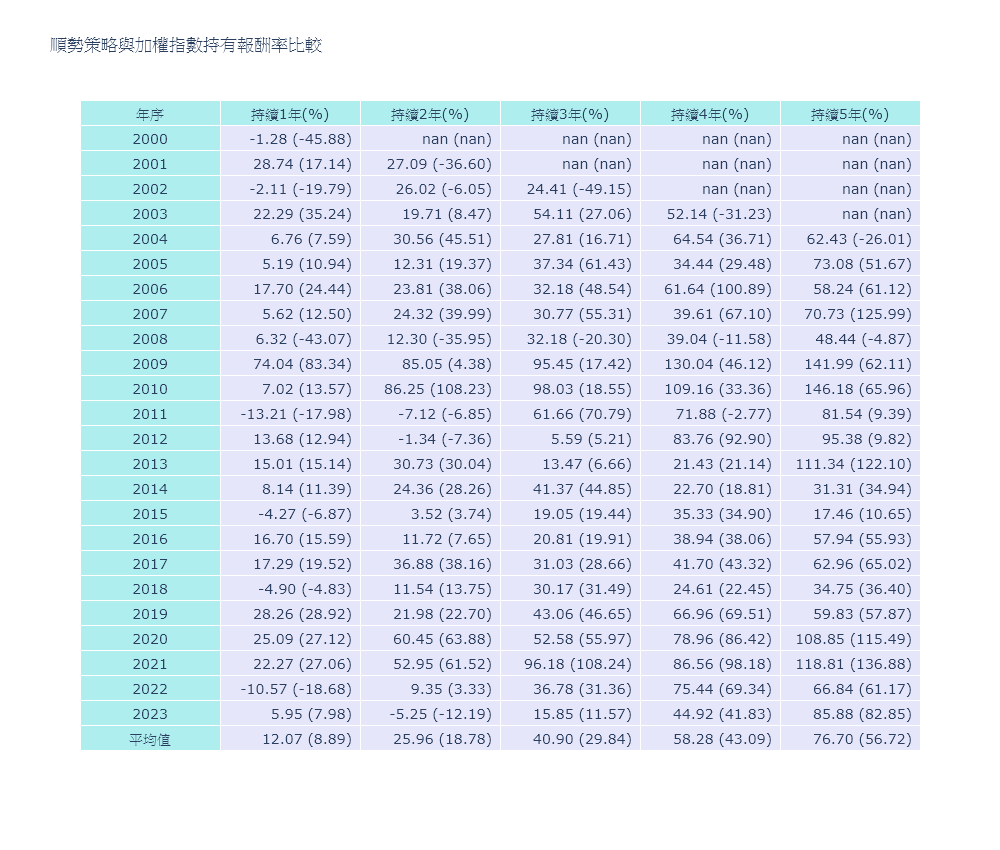 順勢策略與加權指數持有報酬率比較
年序 持續1年(%) 持續2年(%) 持續3年(%) 持續4年(%) 持續5年(%)
2000 -1.28 (-45.88) nan (nan) nan (nan) nan (nan) nan (nan)
2001 28.74 (17.14) 27.09 (-36.60) nan (nan) nan (nan) nan (nan)
2002 -2.11 (-19.79) 26.02 (-6.05) 24.41 (-49.15) nan (nan) nan (nan)
2003 22.29 (35.24) 19.71 (8.47) 54.11 (27.06) 52.14 (-31.23) nan (nan)
2004 6.76 (7.59) 30.56 (45.51) 27.81 (16.71) 64.54 (36.71) 62.43 (-26.01)
2005 5.19 (10.94) 12.31 (19.37) 37.34 (61.43) 34.44 (29.48) 73.08 (51.67)
2006 17.70 (24.44) 23.81 (38.06) 32.18 (48.54) 61.64 (100.89) 58.24 (61.12)
2007 5.62 (12.50) 24.32 (39.99) 30.77 (55.31) 39.61 (67.10) 70.73 (125.99)
2008 6.32 (-43.07) 12.30 (-35.95) 32.18 (-20.30) 39.04 (-11.58) 48.44 (-4.87)
2009 74.04 (83.34) 85.05 (4.38) 95.45 (17.42) 130.04 (46.12) 141.99 (62.11)
2010 7.02 (13.57) 86.25 (108.23) 98.03 (18.55) 109.16 (33.36) 146.18 (65.96)
2011 -13.21 (-17.98) -7.12 (-6.85) 61.66 (70.79) 71.88 (-2.77) 81.54 (9.39)
2012 13.68 (12.94) -1.34 (-7.36) 5.59 (5.21) 83.76 (92.90) 95.38 (9.82)
2013 15.01 (15.14) 30.73 (30.04) 13.47 (6.66) 21.43 (21.14) 111.34 (122.10)
2014 8.14 (11.39) 24.36 (28.26) 41.37 (44.85) 22.70 (18.81) 31.31 (34.94)
2015 -4.27 (-6.87) 3.52 (3.74) 19.05 (19.44) 35.33 (34.90) 17.46 (10.65)
2016 16.70 (15.59) 11.72 (7.65) 20.81 (19.91) 38.94 (38.06) 57.94 (55.93)
2017 17.29 (19.52) 36.88 (38.16) 31.03 (28.66) 41.70 (43.32) 62.96 (65.02)
2018 -4.90 (-4.83) 11.54 (13.75) 30.17 (31.49) 24.61 (22.45) 34.75 (36.40)
2019 28.26 (28.92) 21.98 (22.70) 43.06 (46.65) 66.96 (69.51) 59.83 (57.87)
2020 25.09 (27.12) 60.45 (63.88) 52.58 (55.97) 78.96 (86.42) 108.85 (115.49)
2021 22.27 (27.06) 52.95 (61.52) 96.18 (108.24) 86.56 (98.18) 118.81 (136.88)
2022 -10.57 (-18.68) 9.35 (3.33) 36.78 (31.36) 75.44 (69.34) 66.84 (61.17)
2023 5.95 (7.98) -5.25 (-12.19) 15.85 (11.57) 44.92 (41.83) 85.88 (82.85)
平均值 12.07 (8.89) 25.96 (18.78) 40.90 (29.84) 58.28 (43.09) 76.70 (56.72)